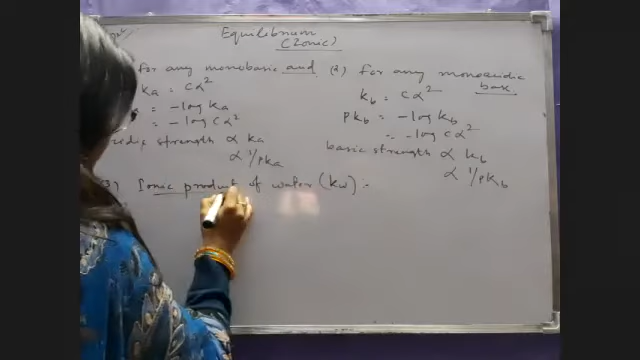 Equilibrium
(Ionic)
for any monobasic and
Ka = Cα²
= -log Ka
= -log Cα²
strength α Ka
α 1/PKa
(2) For any monoacidic
base.
Kb = Cα²
PKb = -log Kb
= -log Cα²
basic strength α Kb
α 1/PKb
(3) Ionic product of water (Kw) :-